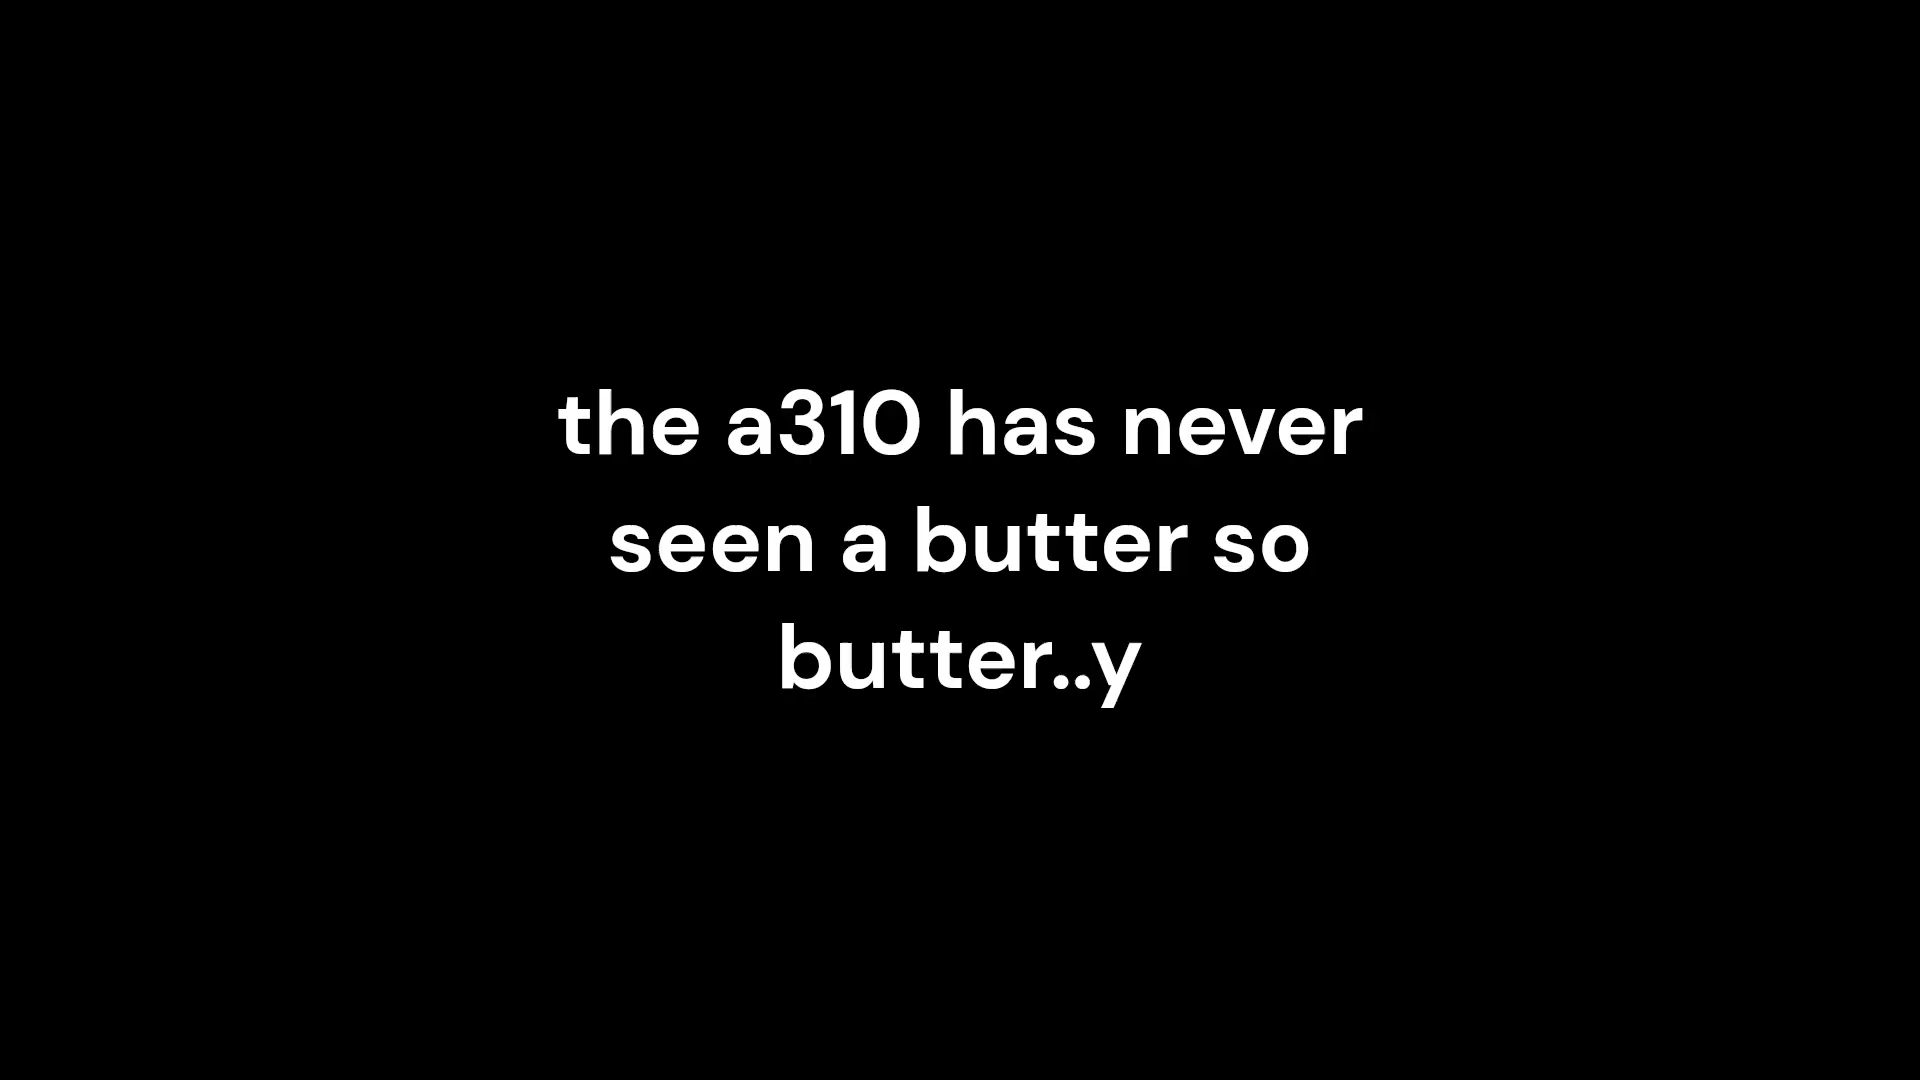 the a310 has never
seen a butter so
butter..y